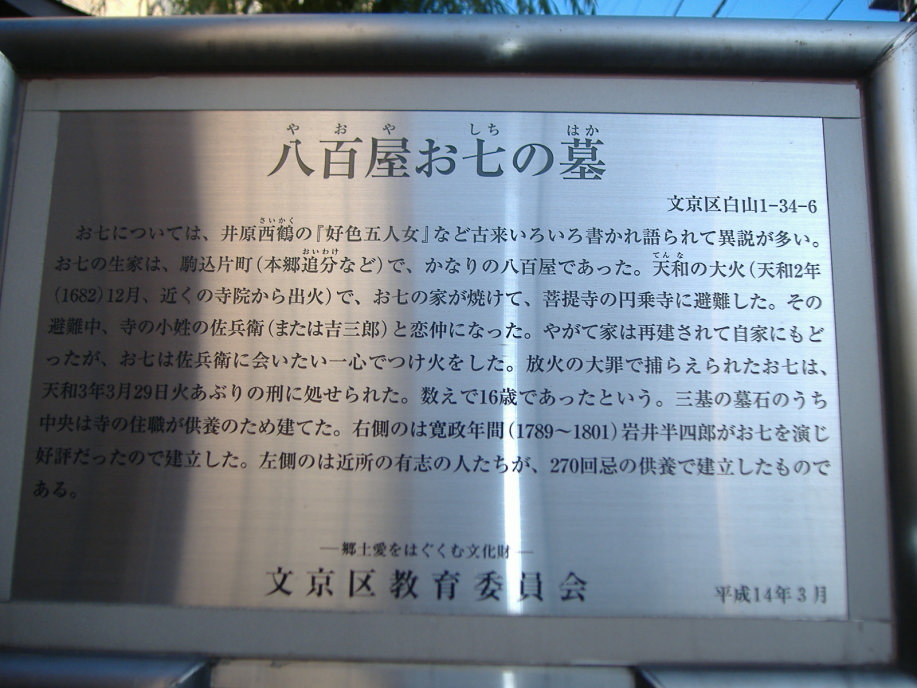 や お や しち はか
八百屋お七の墓
文京区白山1-34-6
さいかく
お七については、井原西鶴の『好色五人女』など古来いろいろ書かれ語られて異説が多い。
おいわけ てんな
お七の生家は、駒込片町（本郷追分など）で、かなりの八百屋であった。天和の大火（天和2年
（1682）12月、近くの寺院から出火）で、お七の家が焼けて、菩提寺の円乗寺に避難した。その
避難中、寺の小姓の佐兵衛（または吉三郎）と恋仲になった。やがて家は再建されて自家にもど
ったが、お七は佐兵衛に会いたい一心でつけ火をした。放火の大罪で捕らえられたお七は、
天和3年3月29日火あぶりの刑に処せられた。数えで16歳であったという。三基の墓石のうち
中央は寺の住職が供養のため建てた。右側のは寛政年間（1789～1801）岩井半四郎がお七を演じ
好評だったので建立した。左側のは近所の有志の人たちが、270回忌の供養で建立したもので
ある。
―郷土愛をはぐくむ文化財―
文京区教育委員会
平成14年3月